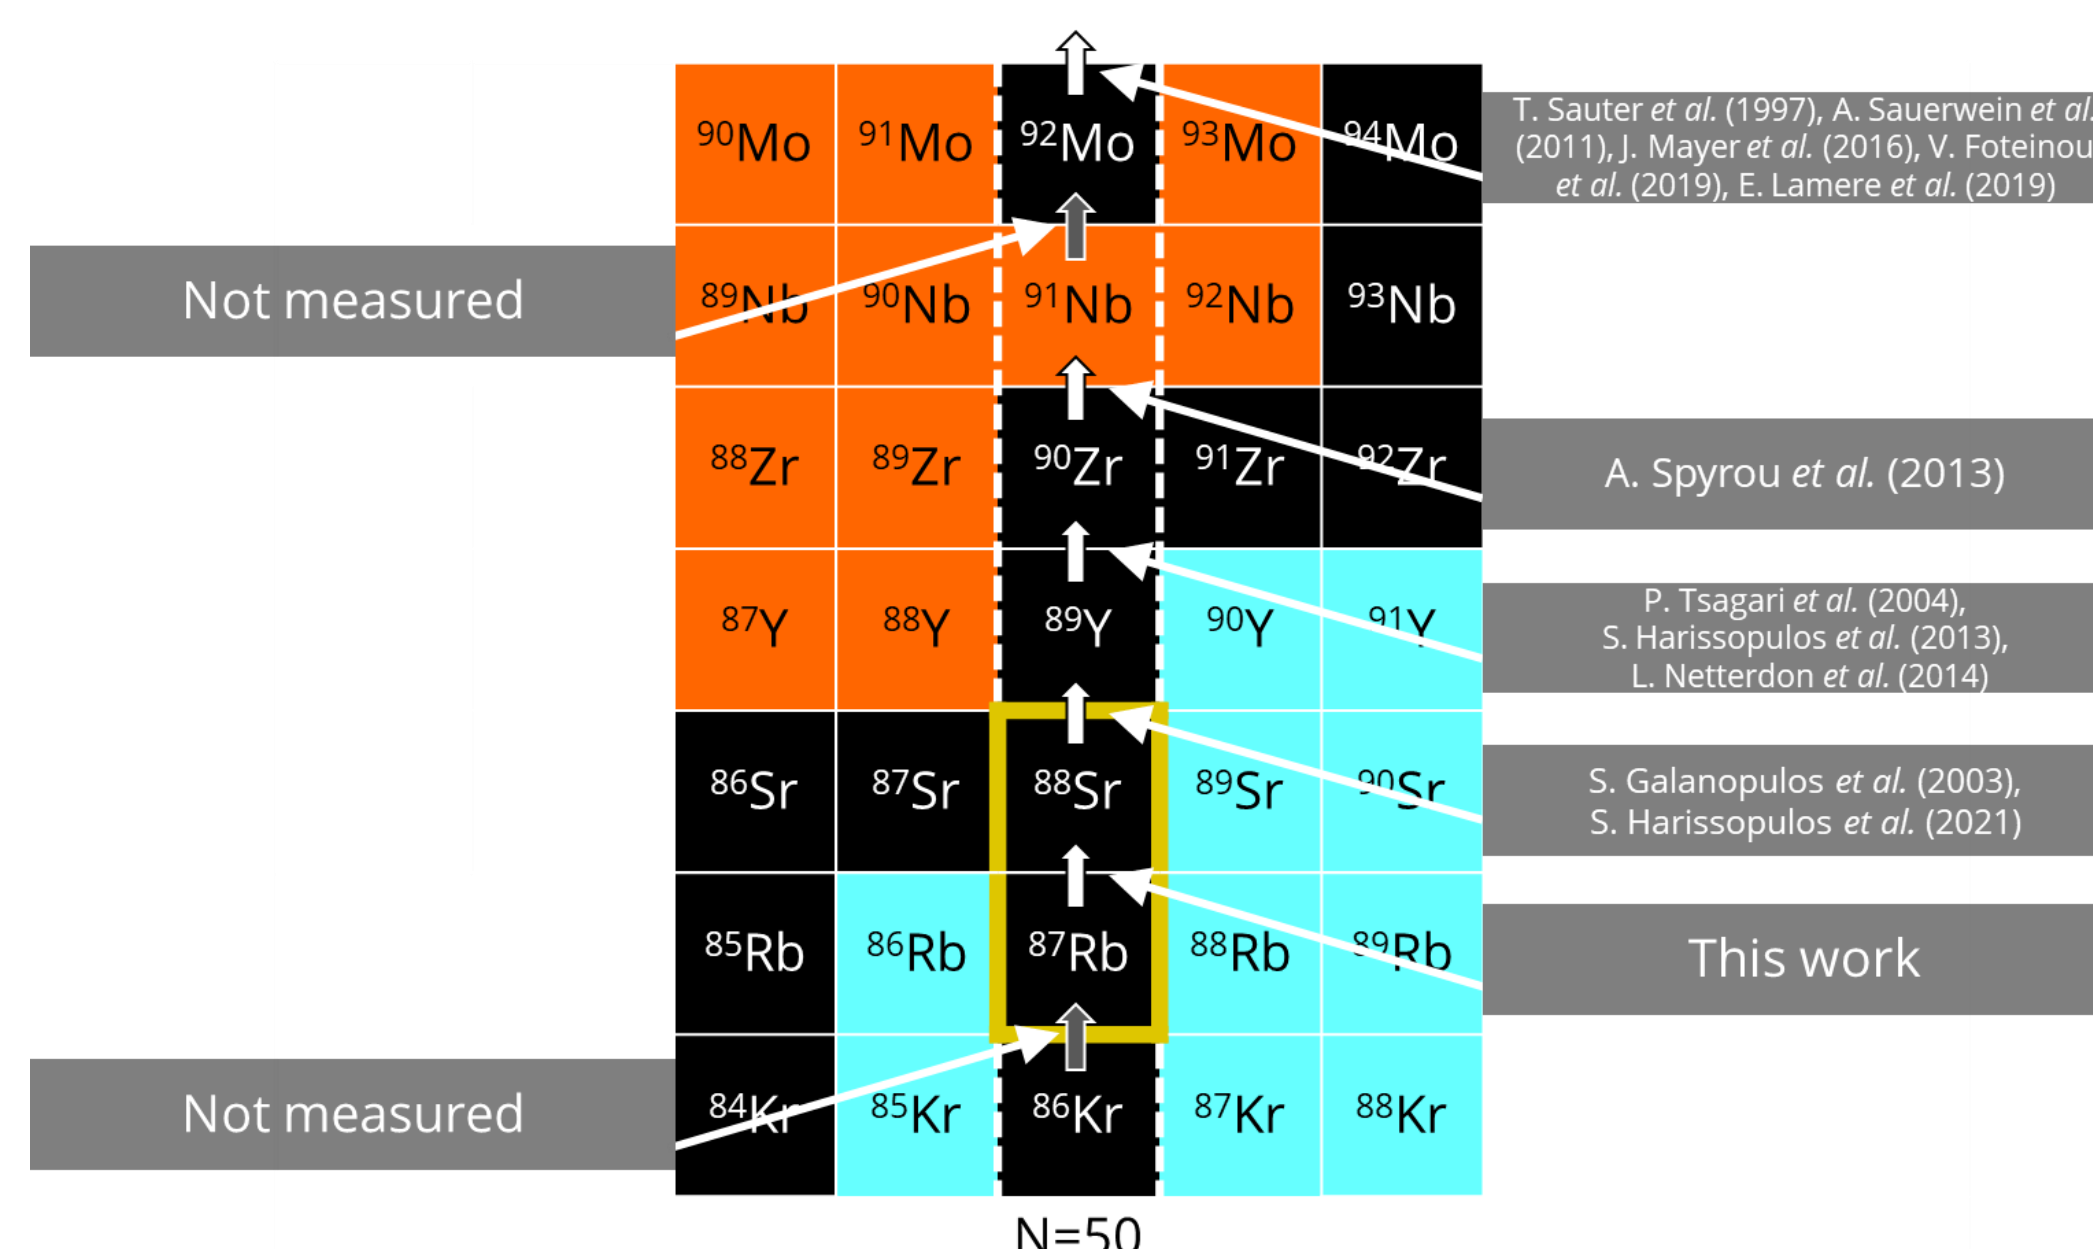 ⁹⁰Mo ⁹¹Mo ⁹²Mo ⁹³Mo ⁹⁴Mo
T. Sauter et al. (1997), A. Sauerwein et al.
(2011), J. Mayer et al. (2016), V. Foteinou
et al. (2019), E. Lamere et al. (2019)
Not measured
⁸⁹Nb ⁹⁰Nb ⁹¹Nb ⁹²Nb ⁹³Nb
⁸⁸Zr ⁸⁹Zr ⁹⁰Zr ⁹¹Zr ⁹²Zr
A. Spyrou et al. (2013)
⁸⁷Y ⁸⁸Y ⁸⁹Y ⁹⁰Y ⁹¹Y
P. Tsagari et al. (2004),
S. Harissopulos et al. (2013),
L. Netterdon et al. (2014)
⁸⁶Sr ⁸⁷Sr ⁸⁸Sr ⁸⁹Sr ⁹⁰Sr
S. Galanopulos et al. (2003),
S. Harissopulos et al. (2021)
⁸⁵Rb ⁸⁶Rb ⁸⁷Rb ⁸⁸Rb ⁸⁹Rb
This work
Not measured
⁸⁴Kr ⁸⁵Kr ⁸⁶Kr ⁸⁷Kr ⁸⁸Kr
N=50